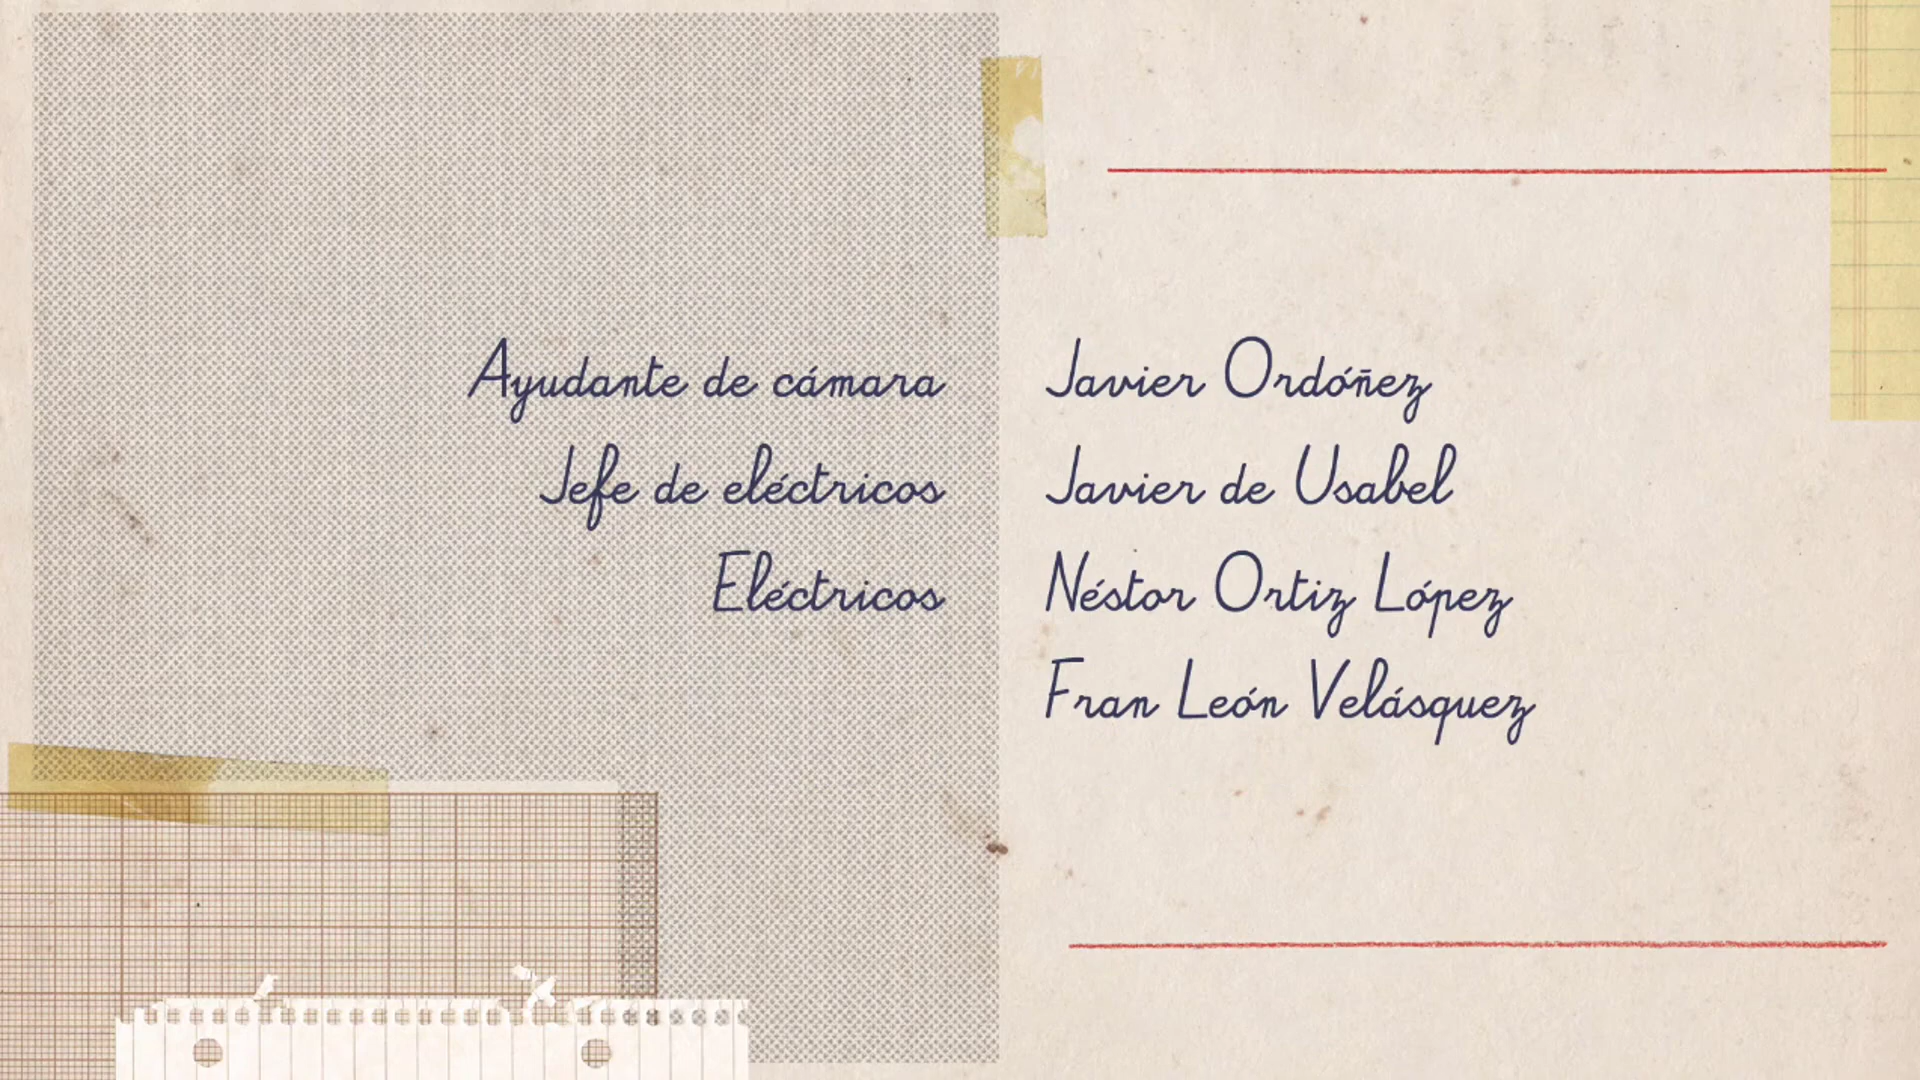 Ayudante de cámara Javier Ordóñez
Jefe de eléctricos Javier de Usabel
Eléctricos Néstor Ortiz López
Fran León Velásquez